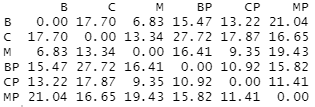 B C M BP CP MP
B 0.00 17.70 6.83 15.47 13.22 21.04
C 17.70 0.00 13.34 27.72 17.87 16.65
M 6.83 13.34 0.00 16.41 9.35 19.43
BP 15.47 27.72 16.41 0.00 10.92 15.82
CP 13.22 17.87 9.35 10.92 0.00 11.41
MP 21.04 16.65 19.43 15.82 11.41 0.00